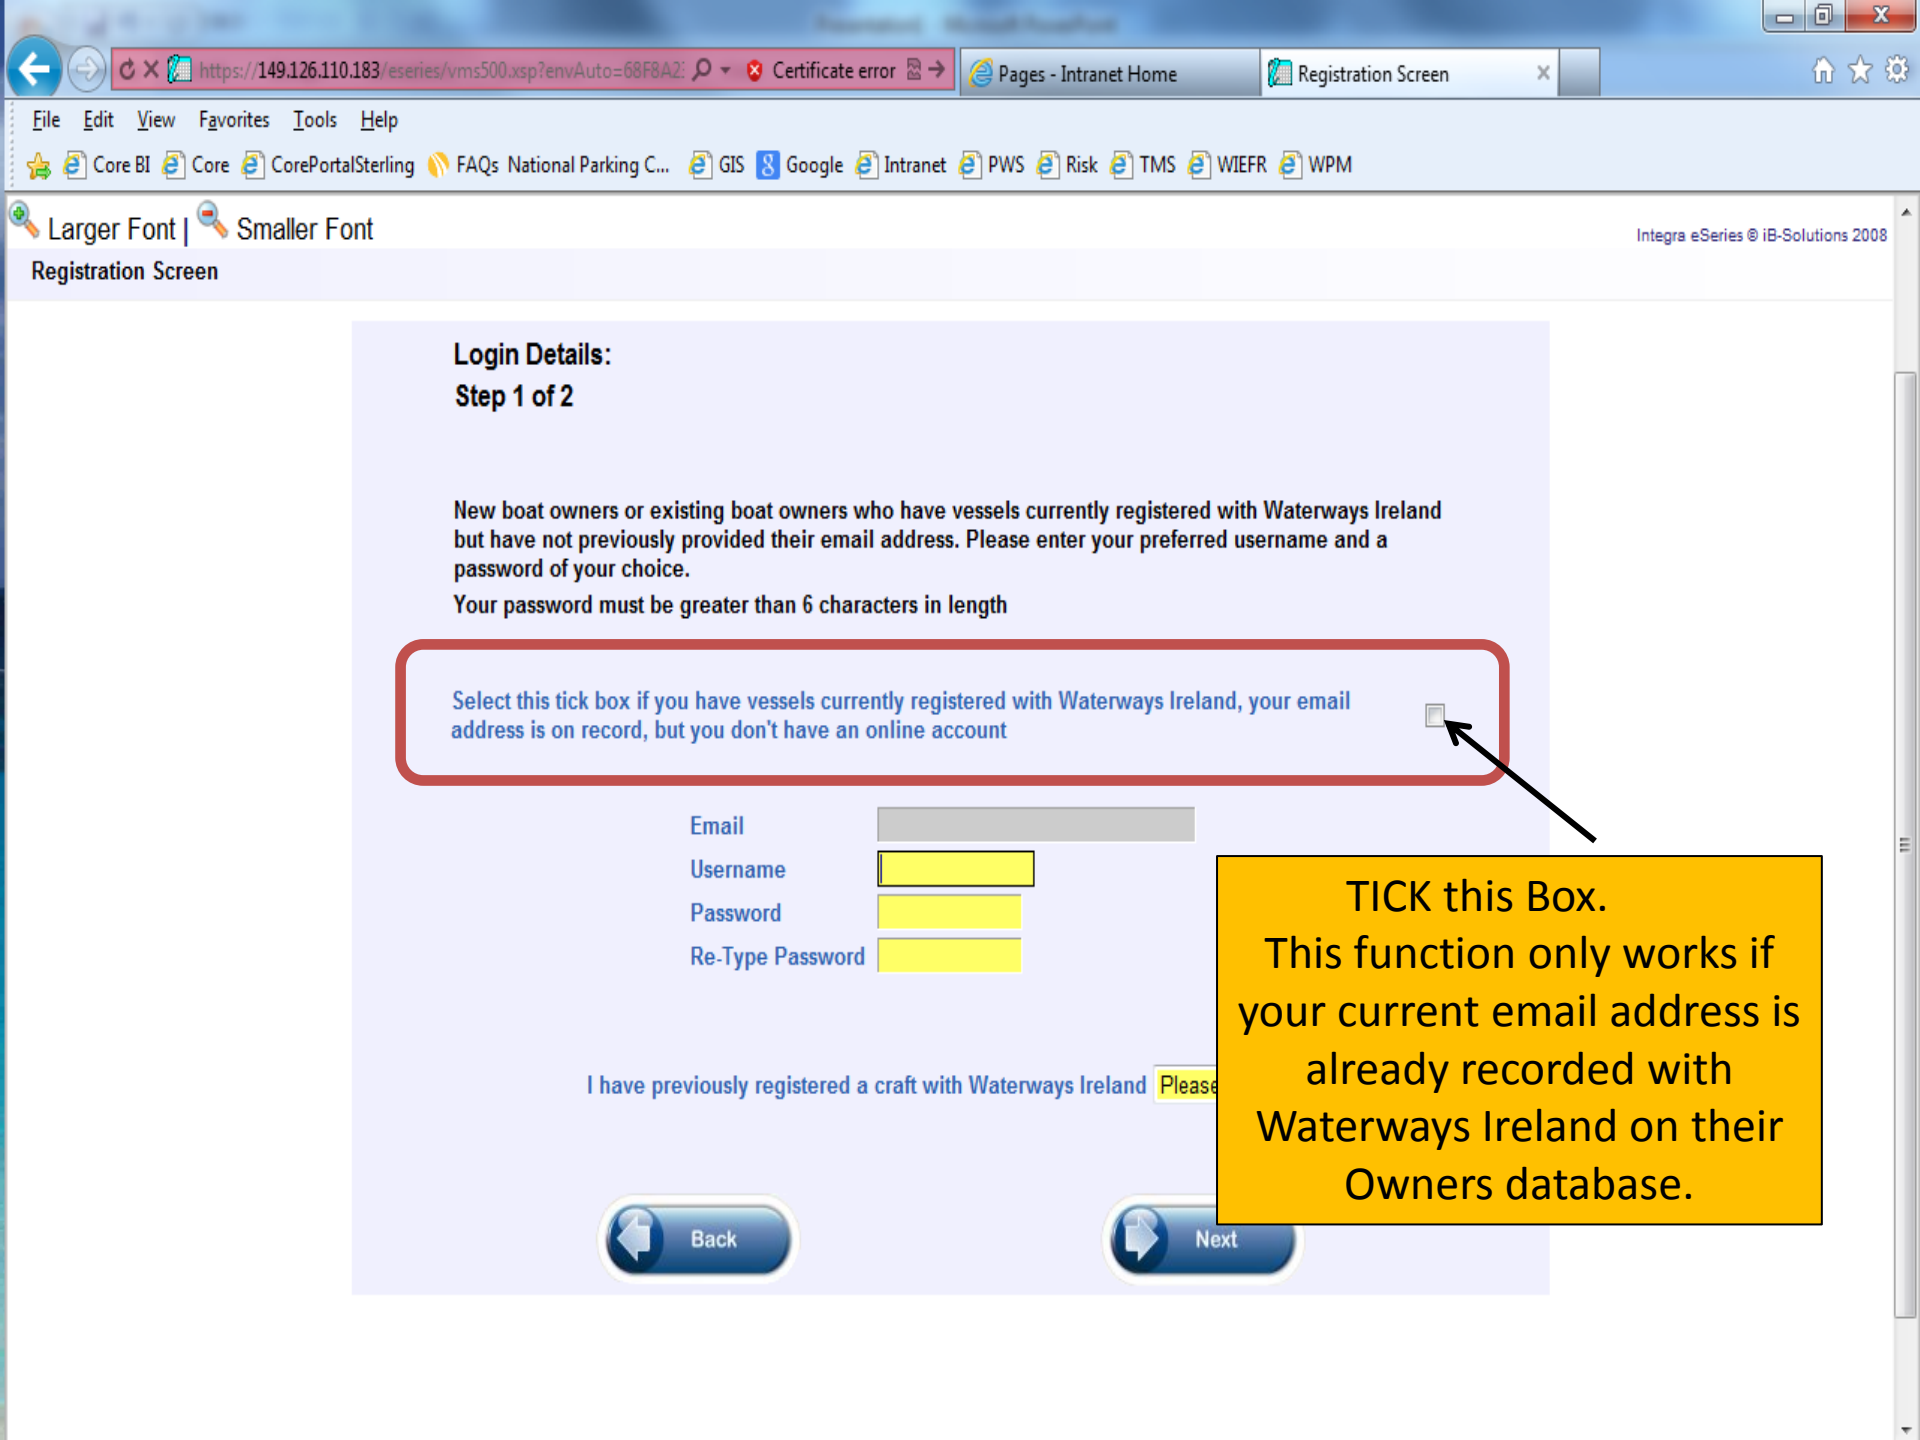 https://149.126.110.183/eseries/vms500.xsp?envAuto=68F8A2 Certificate error
Pages - Intranet Home
Registration Screen
File Edit View Favorites Tools Help
Core BI Core CorePortalSterling FAQs National Parking C... GIS Google Intranet PWS Risk TMS WIEFR WPM
Larger Font | Smaller Font
Integra eSeries © iB-Solutions 2008
Registration Screen
Login Details:
Step 1 of 2
New boat owners or existing boat owners who have vessels currently registered with Waterways Ireland
but have not previously provided their email address. Please enter your preferred username and a
password of your choice.
Your password must be greater than 6 characters in length
Select this tick box if you have vessels currently registered with Waterways Ireland, your email
address is on record, but you don't have an online account
Email
Username
Password
Re-Type Password
I have previously registered a craft with Waterways Ireland Please
Back
Next
TICK this Box.
This function only works if
your current email address is
already recorded with
Waterways Ireland on their
Owners database.